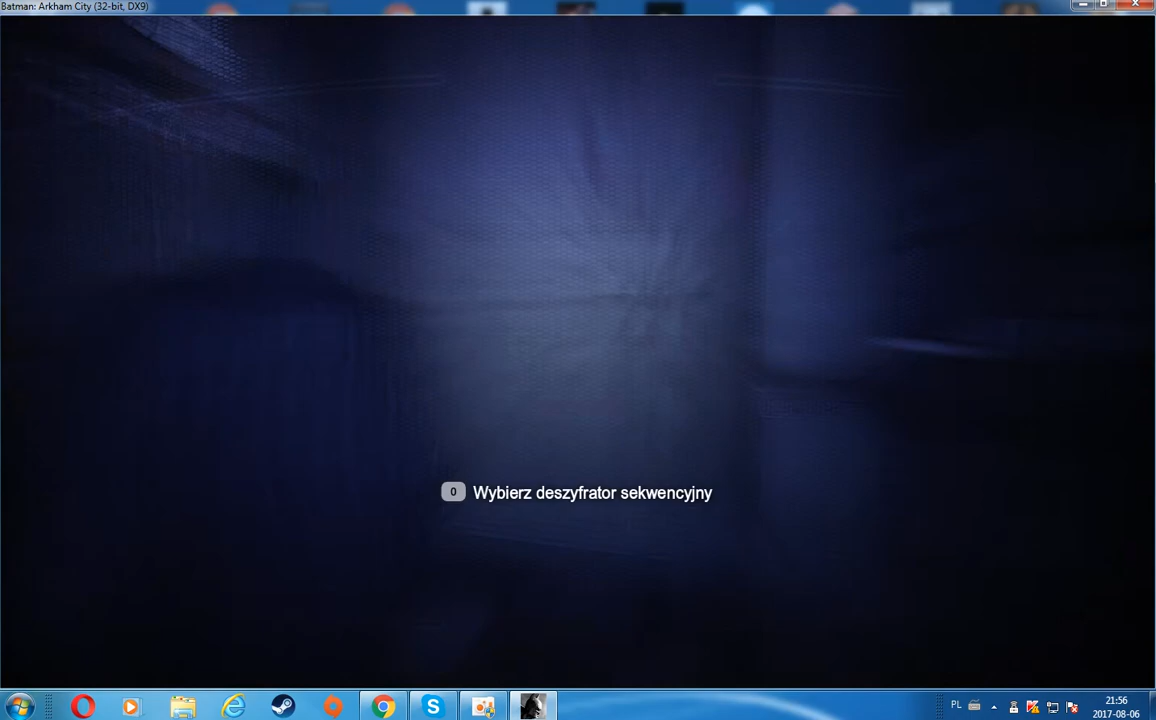 Batman: Arkham City (32-bit, DX9)
0 Wybierz deszyfrator sekwencyjny
PL
21:56
2017-08-06